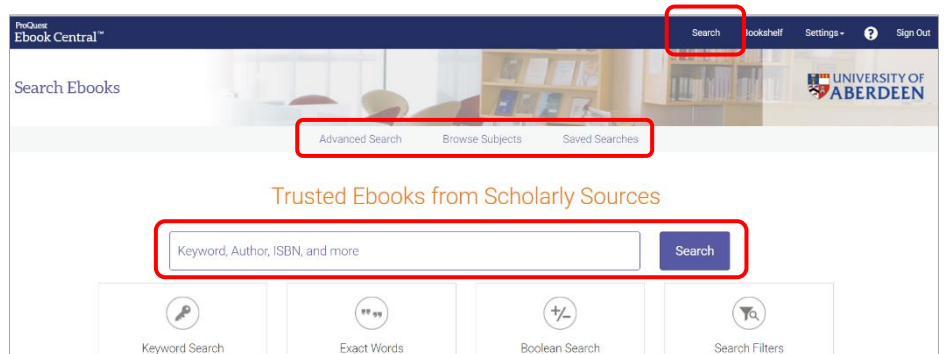 ProQuest
Ebook Central™
Search Bookshelf Settings Sign Out
Search Ebooks
UNIVERSITY OF
ABERDEEN
Advanced Search Browse Subjects Saved Searches
Trusted Ebooks from Scholarly Sources
Keyword, Author, ISBN, and more Search
Keyword Search Exact Words Boolean Search Search Filters